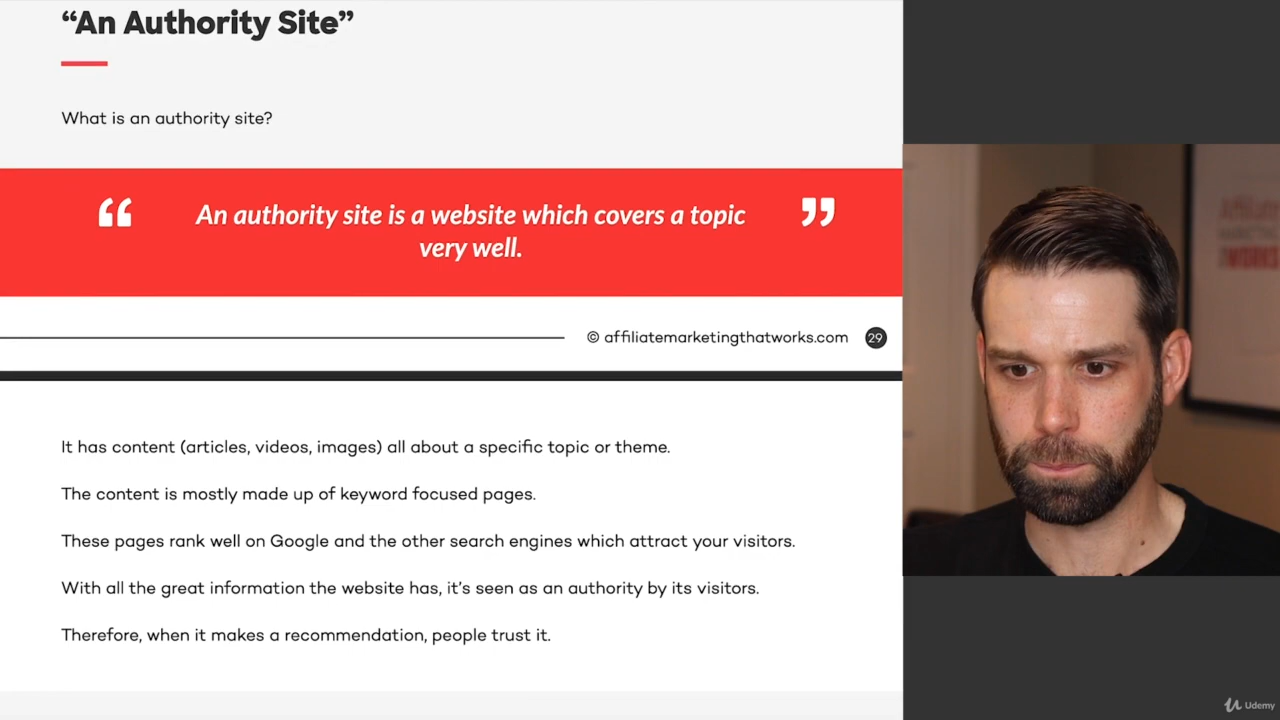 “An Authority Site”
What is an authority site?
“ An authority site is a website which covers a topic ”
very well.
© affiliatemarketingthatworks.com 29
It has content (articles, videos, images) all about a specific topic or theme.
The content is mostly made up of keyword focused pages.
These pages rank well on Google and the other search engines which attract your visitors.
With all the great information the website has, it’s seen as an authority by its visitors.
Therefore, when it makes a recommendation, people trust it.
Affiliate
MARKETING
WORKS
Udemy